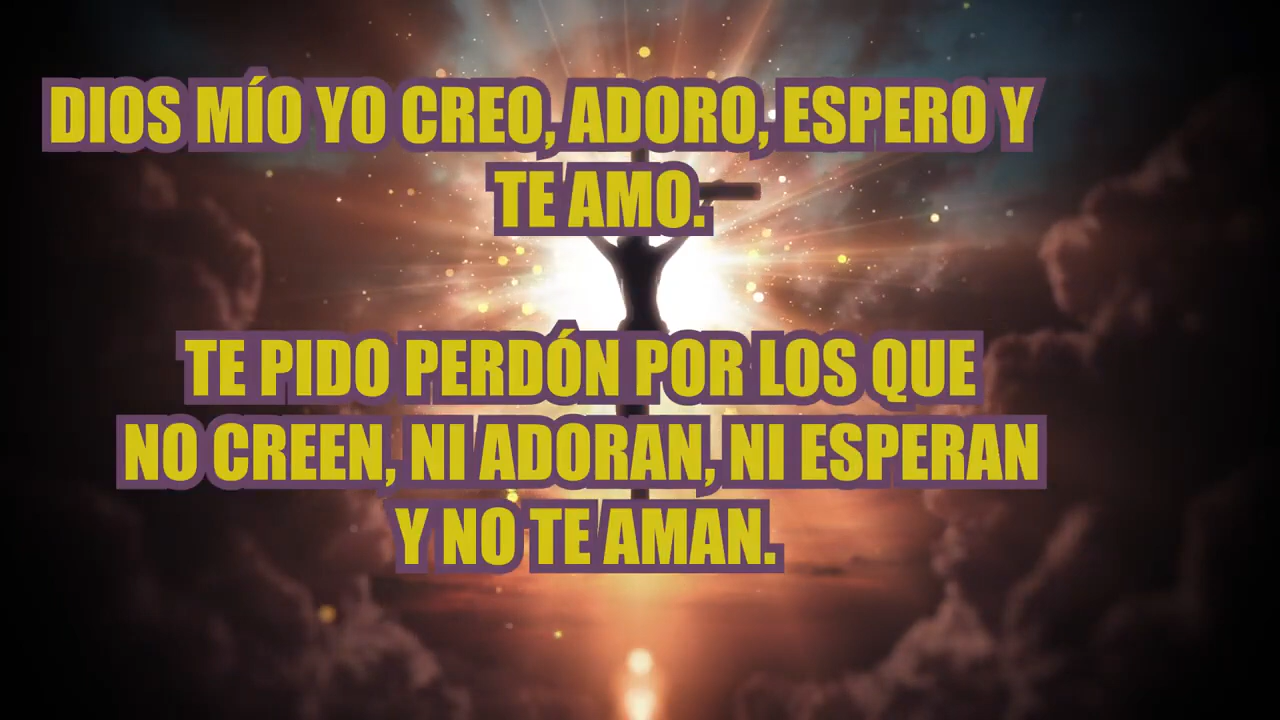 DIOS MÍO YO CREO, ADORO, ESPERO Y
TE AMO.
TE PIDO PERDÓN POR LOS QUE
NO CREEN, NI ADORAN, NI ESPERAN
Y NO TE AMAN.